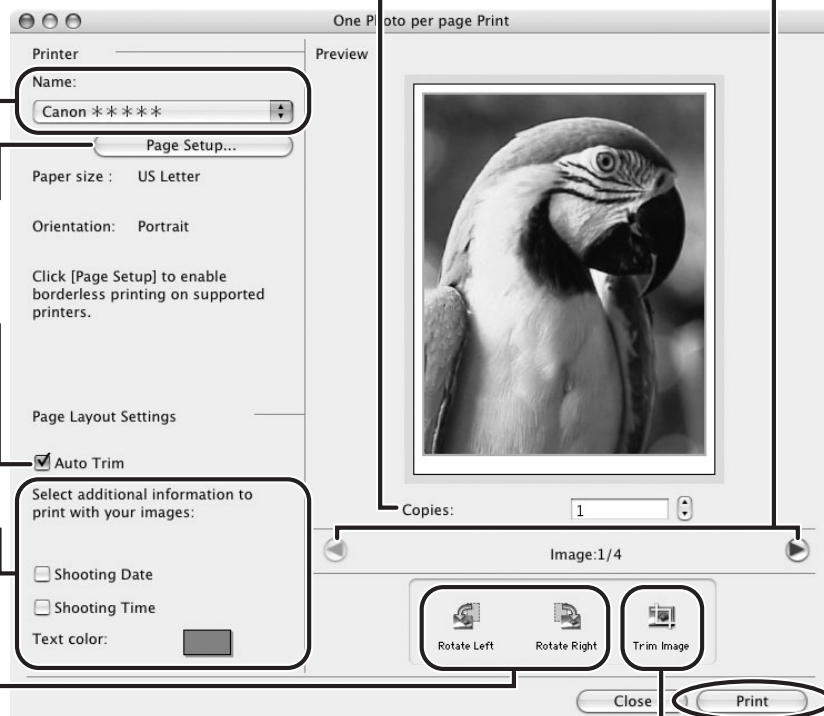 One Photo per page Print
Printer
Name:
Canon *****
Page Setup...
Paper size : US Letter
Orientation: Portrait
Click [Page Setup] to enable
borderless printing on supported
printers.
Page Layout Settings
Auto Trim
Select additional information to
print with your images:
Shooting Date
Shooting Time
Text color:
Preview
Copies: 1
Image:1/4
Rotate Left
Rotate Right
Trim Image
Close
Print